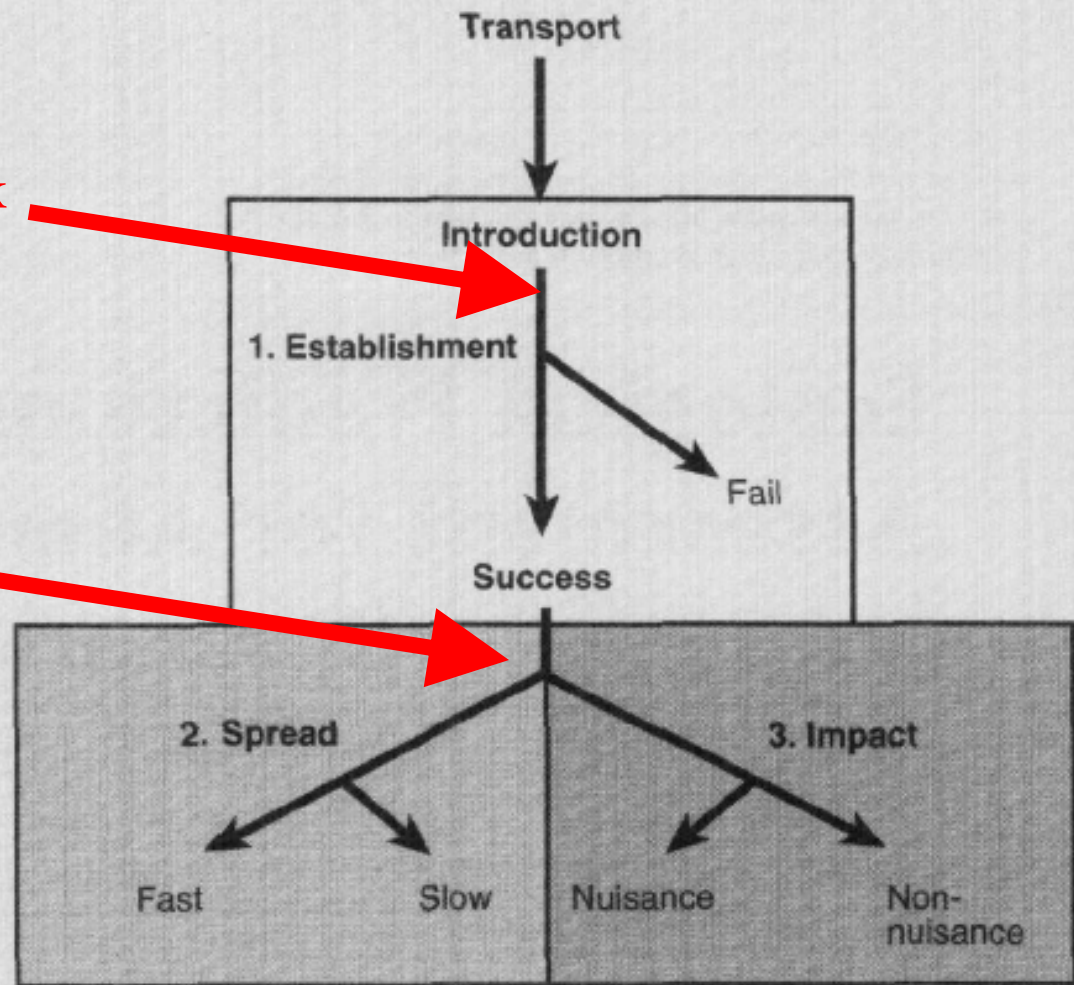 Transport
Introduction
1. Establishment
Fail
Success
2. Spread
3. Impact
Fast
Slow
Nuisance
Non-
nuisance